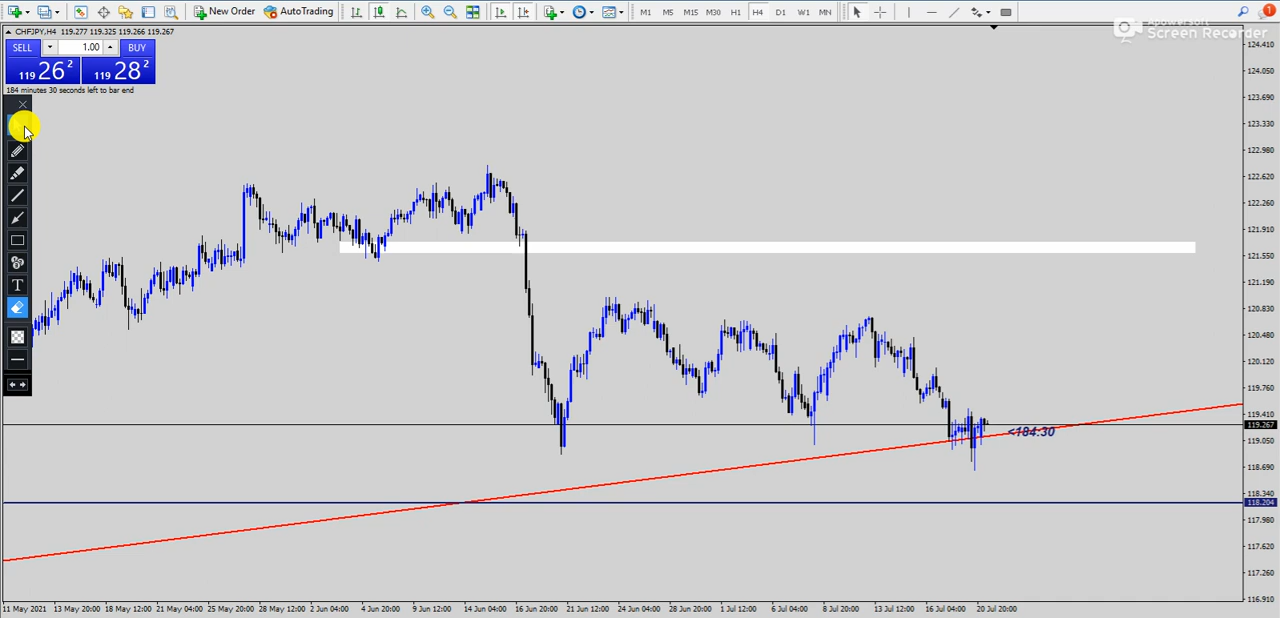 New Order AutoTrading M1 M5 M15 M30 H1 H4 D1 W1 MN 1
Apowersoft
Screen Recorder
CHFJPY,H4 119.277 119.325 119.266 119.267
SELL 1.00 BUY
119 26 2 119 28 2
184 minutes 30 seconds left to bar end
T
<184:30
124.410
124.050
123.690
123.330
122.980
122.620
122.260
121.910
121.550
121.190
120.830
120.480
120.120
119.760
119.410
119.267
119.050
118.690
118.340
118.204
117.980
117.620
117.260
116.910
11 May 2021 13 May 20:00 18 May 12:00 21 May 04:00 25 May 20:00 28 May 12:00 2 Jun 04:00 4 Jun 20:00 9 Jun 12:00 14 Jun 04:00 16 Jun 20:00 21 Jun 12:00 24 Jun 04:00 28 Jun 20:00 1 Jul 12:00 6 Jul 04:00 8 Jul 20:00 13 Jul 12:00 16 Jul 04:00 20 Jul 20:00